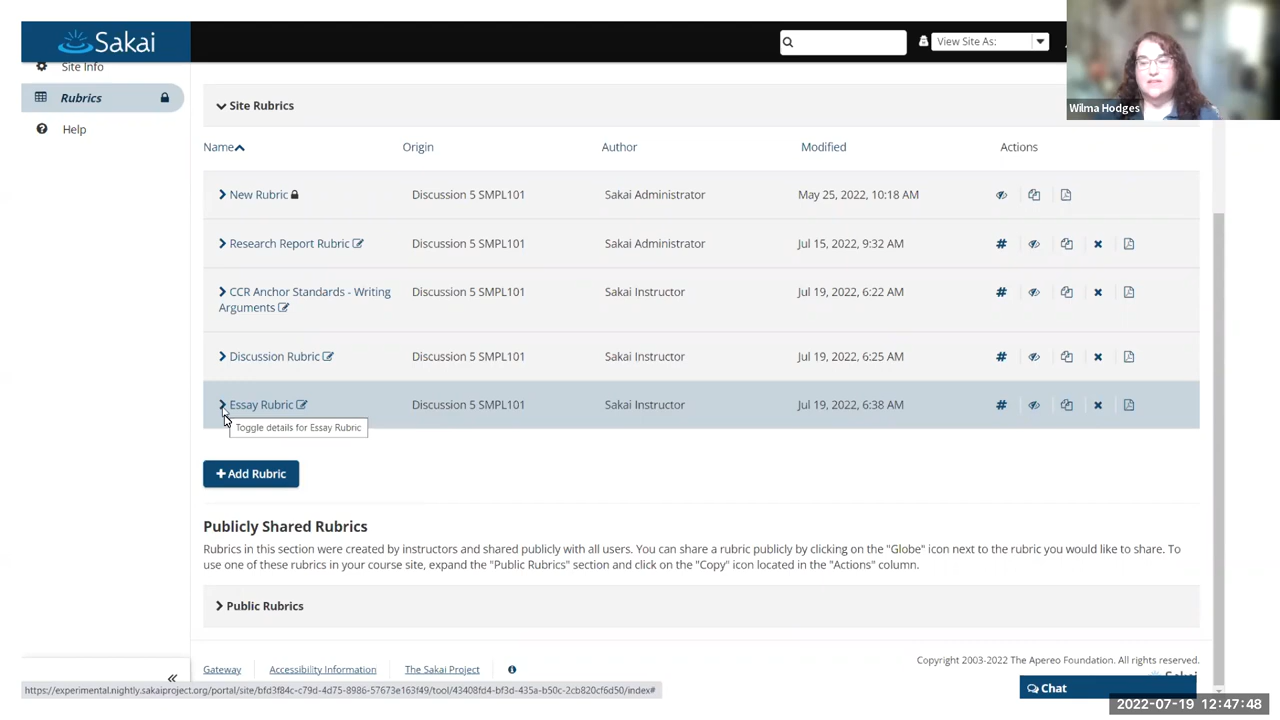 Sakai
View Site As:
Wilma Hodges
Site Info
Rubrics
Help
Site Rubrics
Name Origin Author Modified Actions
New Rubric Discussion 5 SMPL101 Sakai Administrator May 25, 2022, 10:18 AM
Research Report Rubric Discussion 5 SMPL101 Sakai Administrator Jul 15, 2022, 9:32 AM
CCR Anchor Standards - Writing Discussion 5 SMPL101 Sakai Instructor Jul 19, 2022, 6:22 AM
Arguments
Discussion Rubric Discussion 5 SMPL101 Sakai Instructor Jul 19, 2022, 6:25 AM
Essay Rubric Discussion 5 SMPL101 Sakai Instructor Jul 19, 2022, 6:38 AM
Toggle details for Essay Rubric
Add Rubric
Publicly Shared Rubrics
Rubrics in this section were created by instructors and shared publicly with all users. You can share a rubric publicly by clicking on the "Globe" icon next to the rubric you would like to share. To
use one of these rubrics in your course site, expand the "Public Rubrics" section and click on the "Copy" icon located in the "Actions" column.
Public Rubrics
Gateway Accessibility Information The Sakai Project
Copyright 2003-2022 The Apereo Foundation. All rights reserved.
https://experimental.nightly.sakaiproject.org/portal/site/bfd3f84c-c79d-4d75-8986-57673e163f49/tool/43408fd4-bf3d-435a-b50c-2cb820cf6d50/index#
Chat
2022-07-19 12:47:48